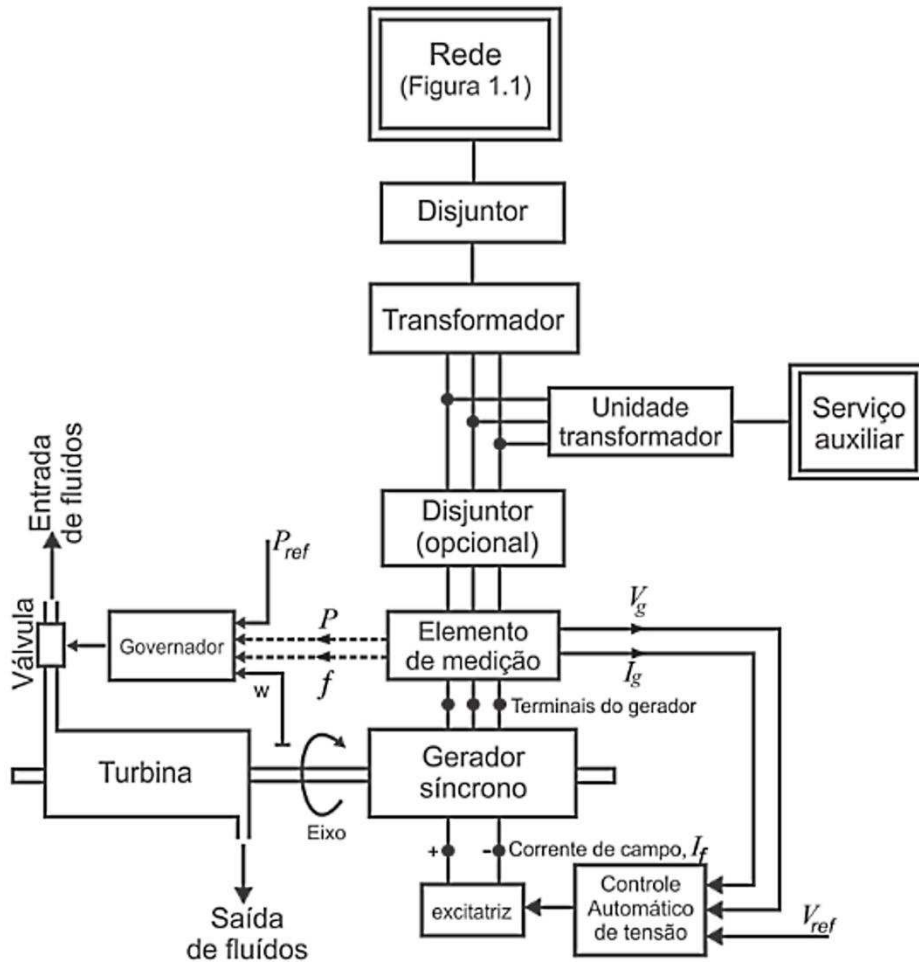 Rede
(Figura 1.1)
Disjuntor
Transformador
Unidade
transformador
Serviço
auxiliar
Entrada
de fluídos
Disjuntor
(opcional)
P_ref
Válvula
Governador
P
f
w
Elemento
de medição
V_g
I_g
Terminais do gerador
Turbina
Eixo
Gerador
síncrono
+
-
Corrente de campo, I_f
excitatriz
Controle
Automático
de tensão
V_ref
Saída
de fluídos